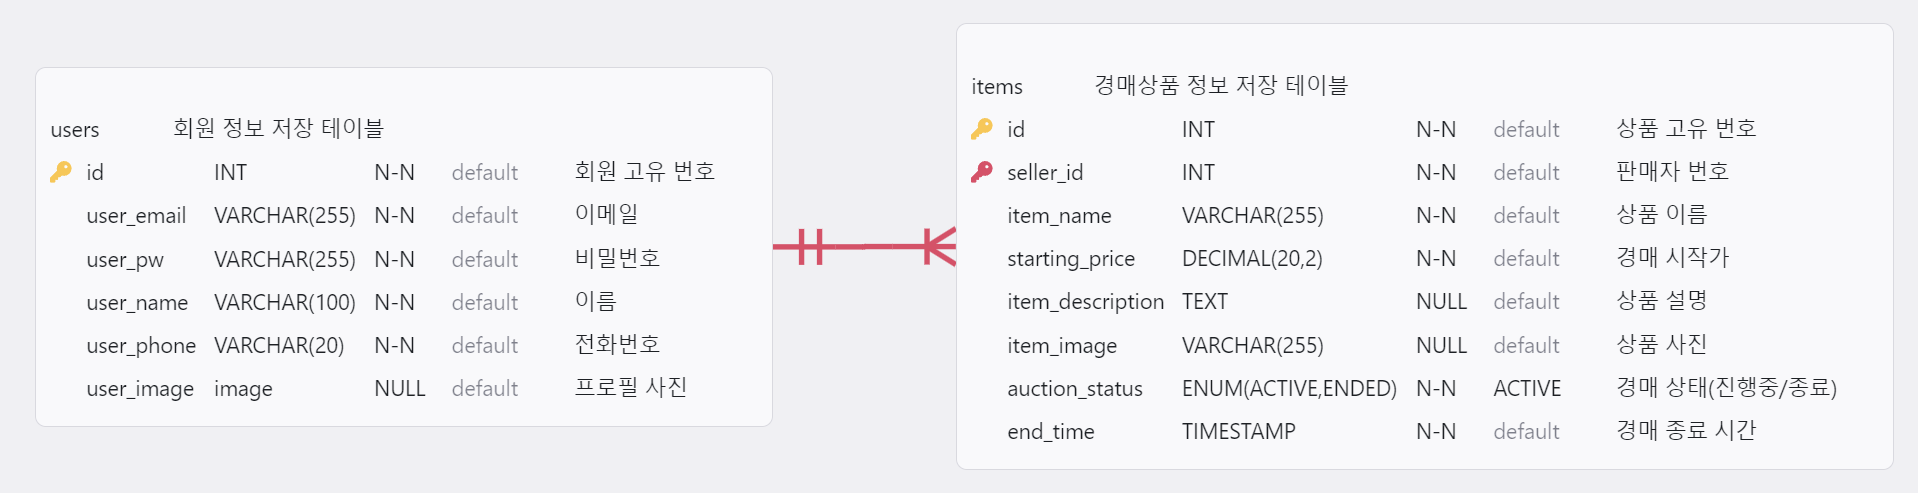 users 회원 정보 저장 테이블
id INT N-N default 회원 고유 번호
user_email VARCHAR(255) N-N default 이메일
user_pw VARCHAR(255) N-N default 비밀번호
user_name VARCHAR(100) N-N default 이름
user_phone VARCHAR(20) N-N default 전화번호
user_image image NULL default 프로필 사진
items 경매상품 정보 저장 테이블
id INT N-N default 상품 고유 번호
seller_id INT N-N default 판매자 번호
item_name VARCHAR(255) N-N default 상품 이름
starting_price DECIMAL(20,2) N-N default 경매 시작가
item_description TEXT NULL default 상품 설명
item_image VARCHAR(255) NULL default 상품 사진
auction_status ENUM(ACTIVE,ENDED) N-N ACTIVE 경매 상태(진행중/종료)
end_time TIMESTAMP N-N default 경매 종료 시간